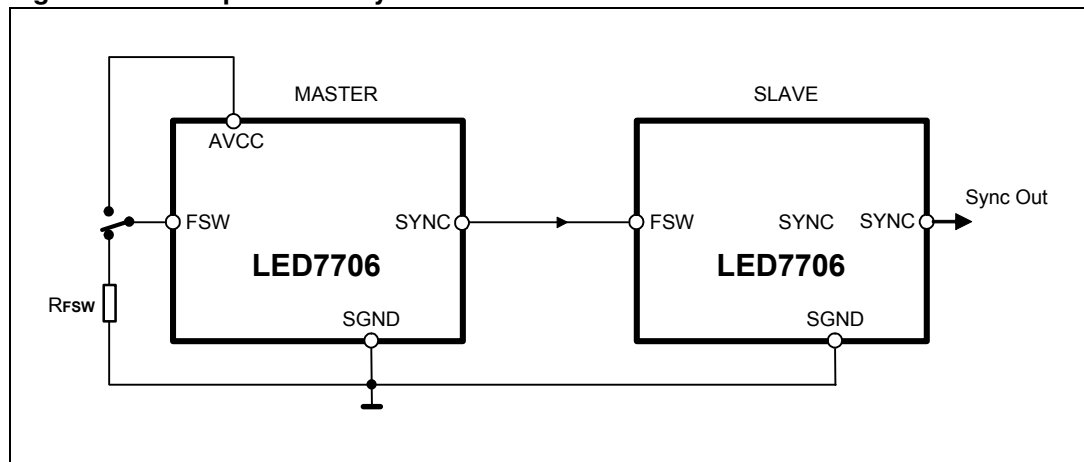 MASTER
SLAVE
AVCC
FSW
SYNC
FSW
SYNC
SYNC
Sync Out
LED7706
LED7706
RFSW
SGND
SGND